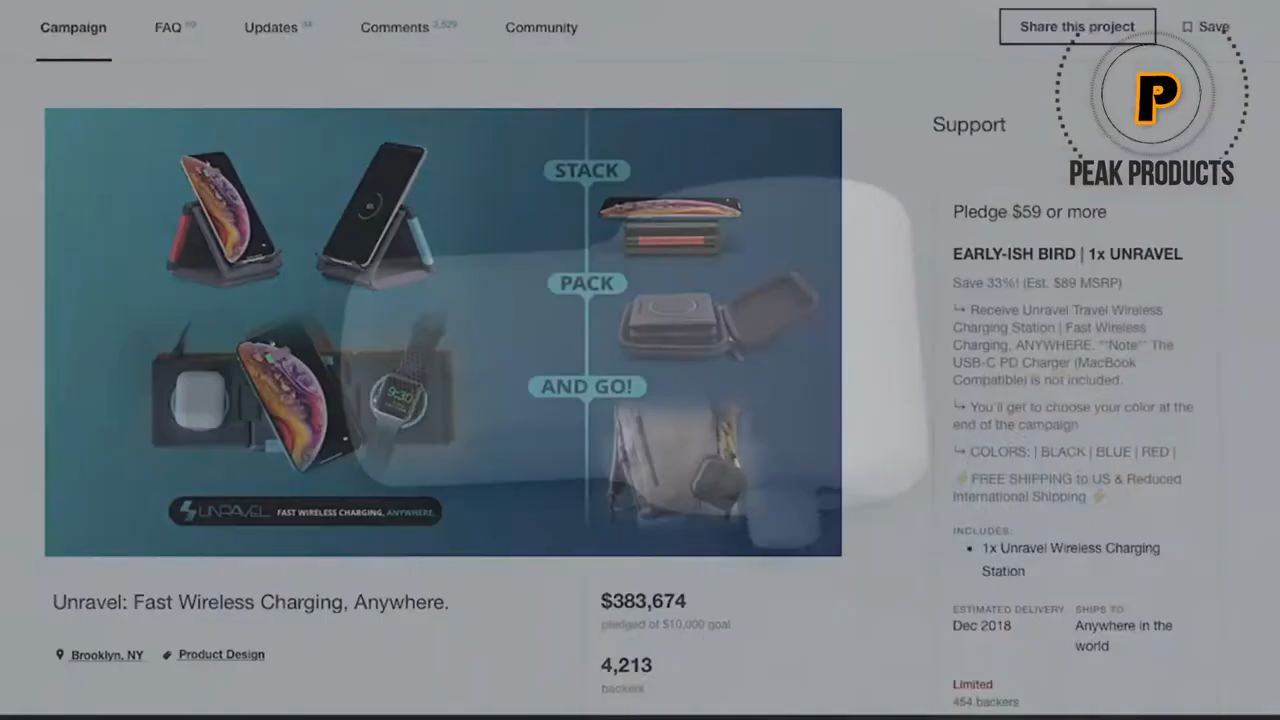 Campaign
FAQ
Updates
Comments
Community
Share this project
Save
P
PEAK PRODUCTS
Support
STACK
PACK
AND GO!
9:30
UNRAVEL FAST WIRELESS CHARGING, ANYWHERE.
Pledge $59 or more
EARLY-ISH BIRD | 1x UNRAVEL
Save 33%! (Est. $89 MSRP)
↳ Receive Unravel Travel Wireless
Charging Station | Fast Wireless
Charging, ANYWHERE. **Note** The
USB-C PD Charger (MacBook
Compatible) is not included.
↳ You'll get to choose your color at the
end of the campaign
↳ COLORS: | BLACK | BLUE | RED |
⚡FREE SHIPPING to US & Reduced
International Shipping ⚡
INCLUDES:
• 1x Unravel Wireless Charging
Station
ESTIMATED DELIVERY SHIPS TO
Dec 2018 Anywhere in the
world
Limited
454 backers
Unravel: Fast Wireless Charging, Anywhere.
Brooklyn, NY Product Design
$383,674
pledged of $10,000 goal
4,213
backers